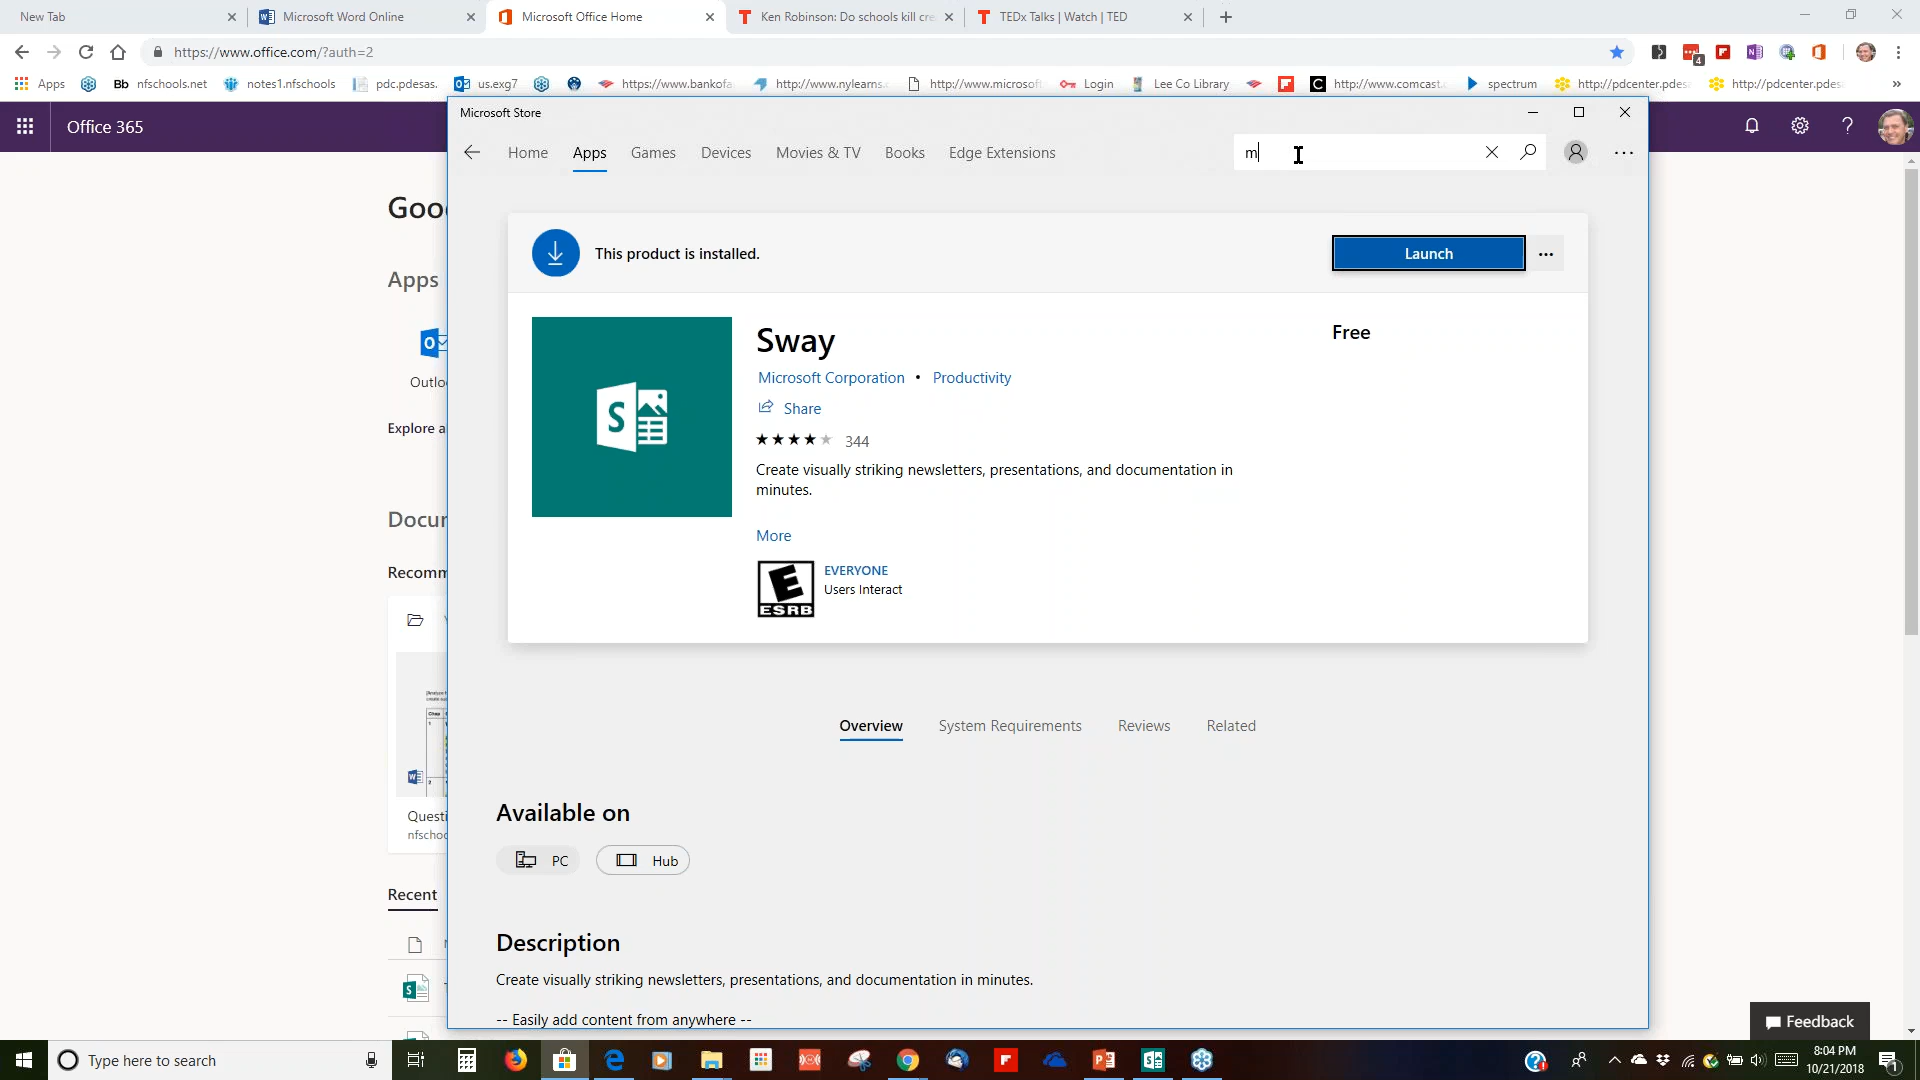 New Tab
Microsoft Word Online
Microsoft Office Home
Ken Robinson: Do schools kill cre
TEDx Talks | Watch | TED
https://www.office.com/?auth=2
4
Apps
Bb nfschools.net
notes1.nfschools
pdc.pdesas.
us.exg7
https://www.bankofa
http://www.nylearns.
http://www.microsoft
Login
Lee Co Library
http://www.comcast.
spectrum
http://pdcenter.pdes
http://pdcenter.pdesa
»
Office 365
?
Microsoft Store
Home
Apps
Games
Devices
Movies & TV
Books
Edge Extensions
m
Goo
This product is installed.
Launch
Apps
Sway
Free
Microsoft Corporation • Productivity
Share
344
Outlo
Explore a
Create visually striking newsletters, presentations, and documentation in
minutes.
Docu
More
E
ESRB
EVERYONE
Users Interact
Recomm
Overview
System Requirements
Reviews
Related
Available on
Questi
nfschoo
PC
Hub
Recent
Description
Create visually striking newsletters, presentations, and documentation in minutes.
-- Easily add content from anywhere --
Feedback
Type here to search
8:04 PM
10/21/2018
1